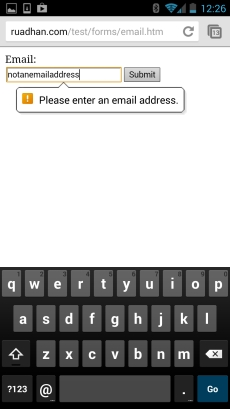 12:26
ruadhan.com/test/forms/email.htm
Email:
notanemailaddress Submit
! Please enter an email address.
q w e r t y u i o p
a s d f g h j k l
z x c v b n m
?123 @ . Go